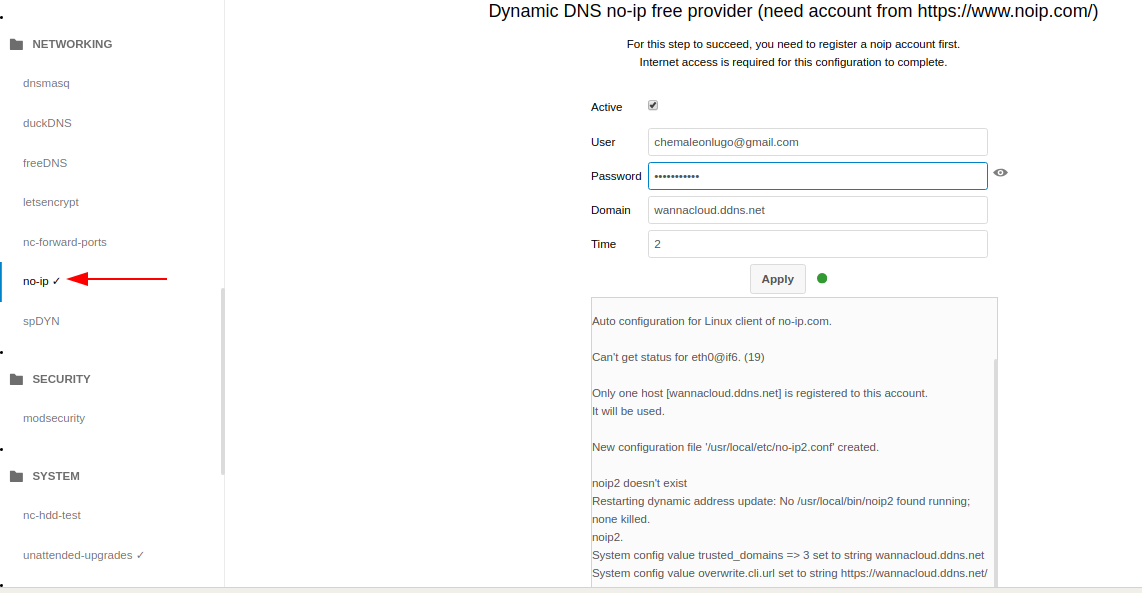 Dynamic DNS no-ip free provider (need account from https://www.noip.com/)
For this step to succeed, you need to register a noip account first.
Internet access is required for this configuration to complete.
NETWORKING
dnsmasq
duckDNS
freeDNS
letsencrypt
nc-forward-ports
no-ip ✓
spDYN
SECURITY
modsecurity
SYSTEM
nc-hdd-test
unattended-upgrades ✓
Active
User chemaleonlugo@gmail.com
Password •••••••••••
Domain wannacloud.ddns.net
Time 2
Apply
Auto configuration for Linux client of no-ip.com.
Can't get status for eth0@if6. (19)
Only one host [wannacloud.ddns.net] is registered to this account.
It will be used.
New configuration file '/usr/local/etc/no-ip2.conf' created.
noip2 doesn't exist
Restarting dynamic address update: No /usr/local/bin/noip2 found running;
none killed.
noip2.
System config value trusted_domains => 3 set to string wannacloud.ddns.net
System config value overwrite.cli.url set to string https://wannacloud.ddns.net/